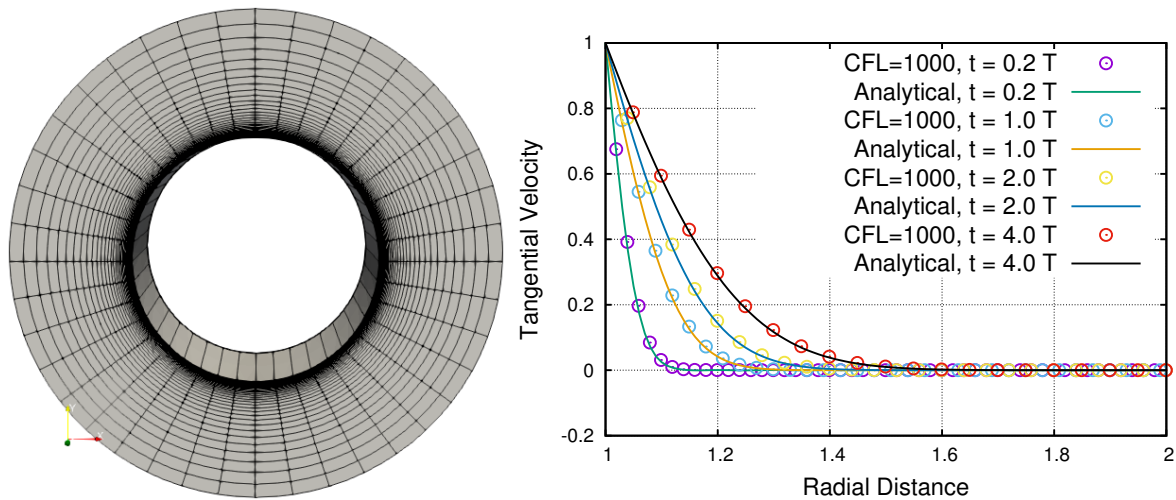 1
0.8
0.6
0.4
0.2
0
-0.2
1
1.2
1.4
1.6
1.8
2
Tangential Velocity
Radial Distance
CFL=1000, t = 0.2 T
Analytical, t = 0.2 T
CFL=1000, t = 1.0 T
Analytical, t = 1.0 T
CFL=1000, t = 2.0 T
Analytical, t = 2.0 T
CFL=1000, t = 4.0 T
Analytical, t = 4.0 T
Y